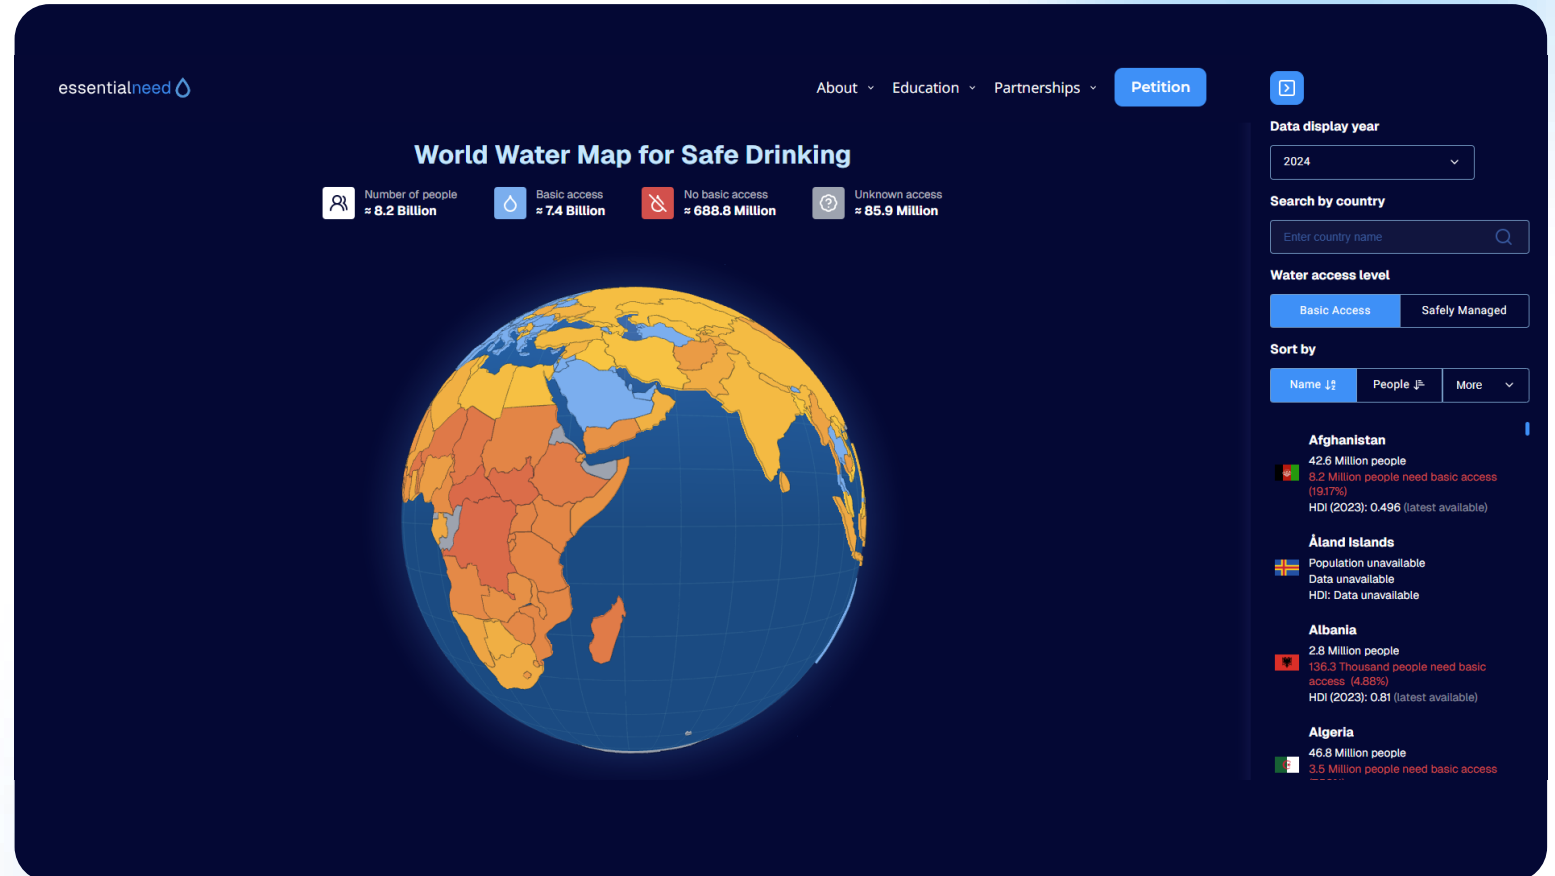 essentialneed
About
Education
Partnerships
Petition
World Water Map for Safe Drinking
Number of people
≈ 8.2 Billion
Basic access
≈ 7.4 Billion
No basic access
≈ 688.8 Million
Unknown access
≈ 85.9 Million
Data display year
2024
Search by country
Enter country name
Water access level
Basic Access
Safely Managed
Sort by
Name
People
More
Afghanistan
42.6 Million people
8.2 Million people need basic access
(19.17%)
HDI (2023): 0.496 (latest available)
Åland Islands
Population unavailable
Data unavailable
HDI: Data unavailable
Albania
2.8 Million people
136.3 Thousand people need basic
access (4.88%)
HDI (2023): 0.81 (latest available)
Algeria
46.8 Million people
3.5 Million people need basic access